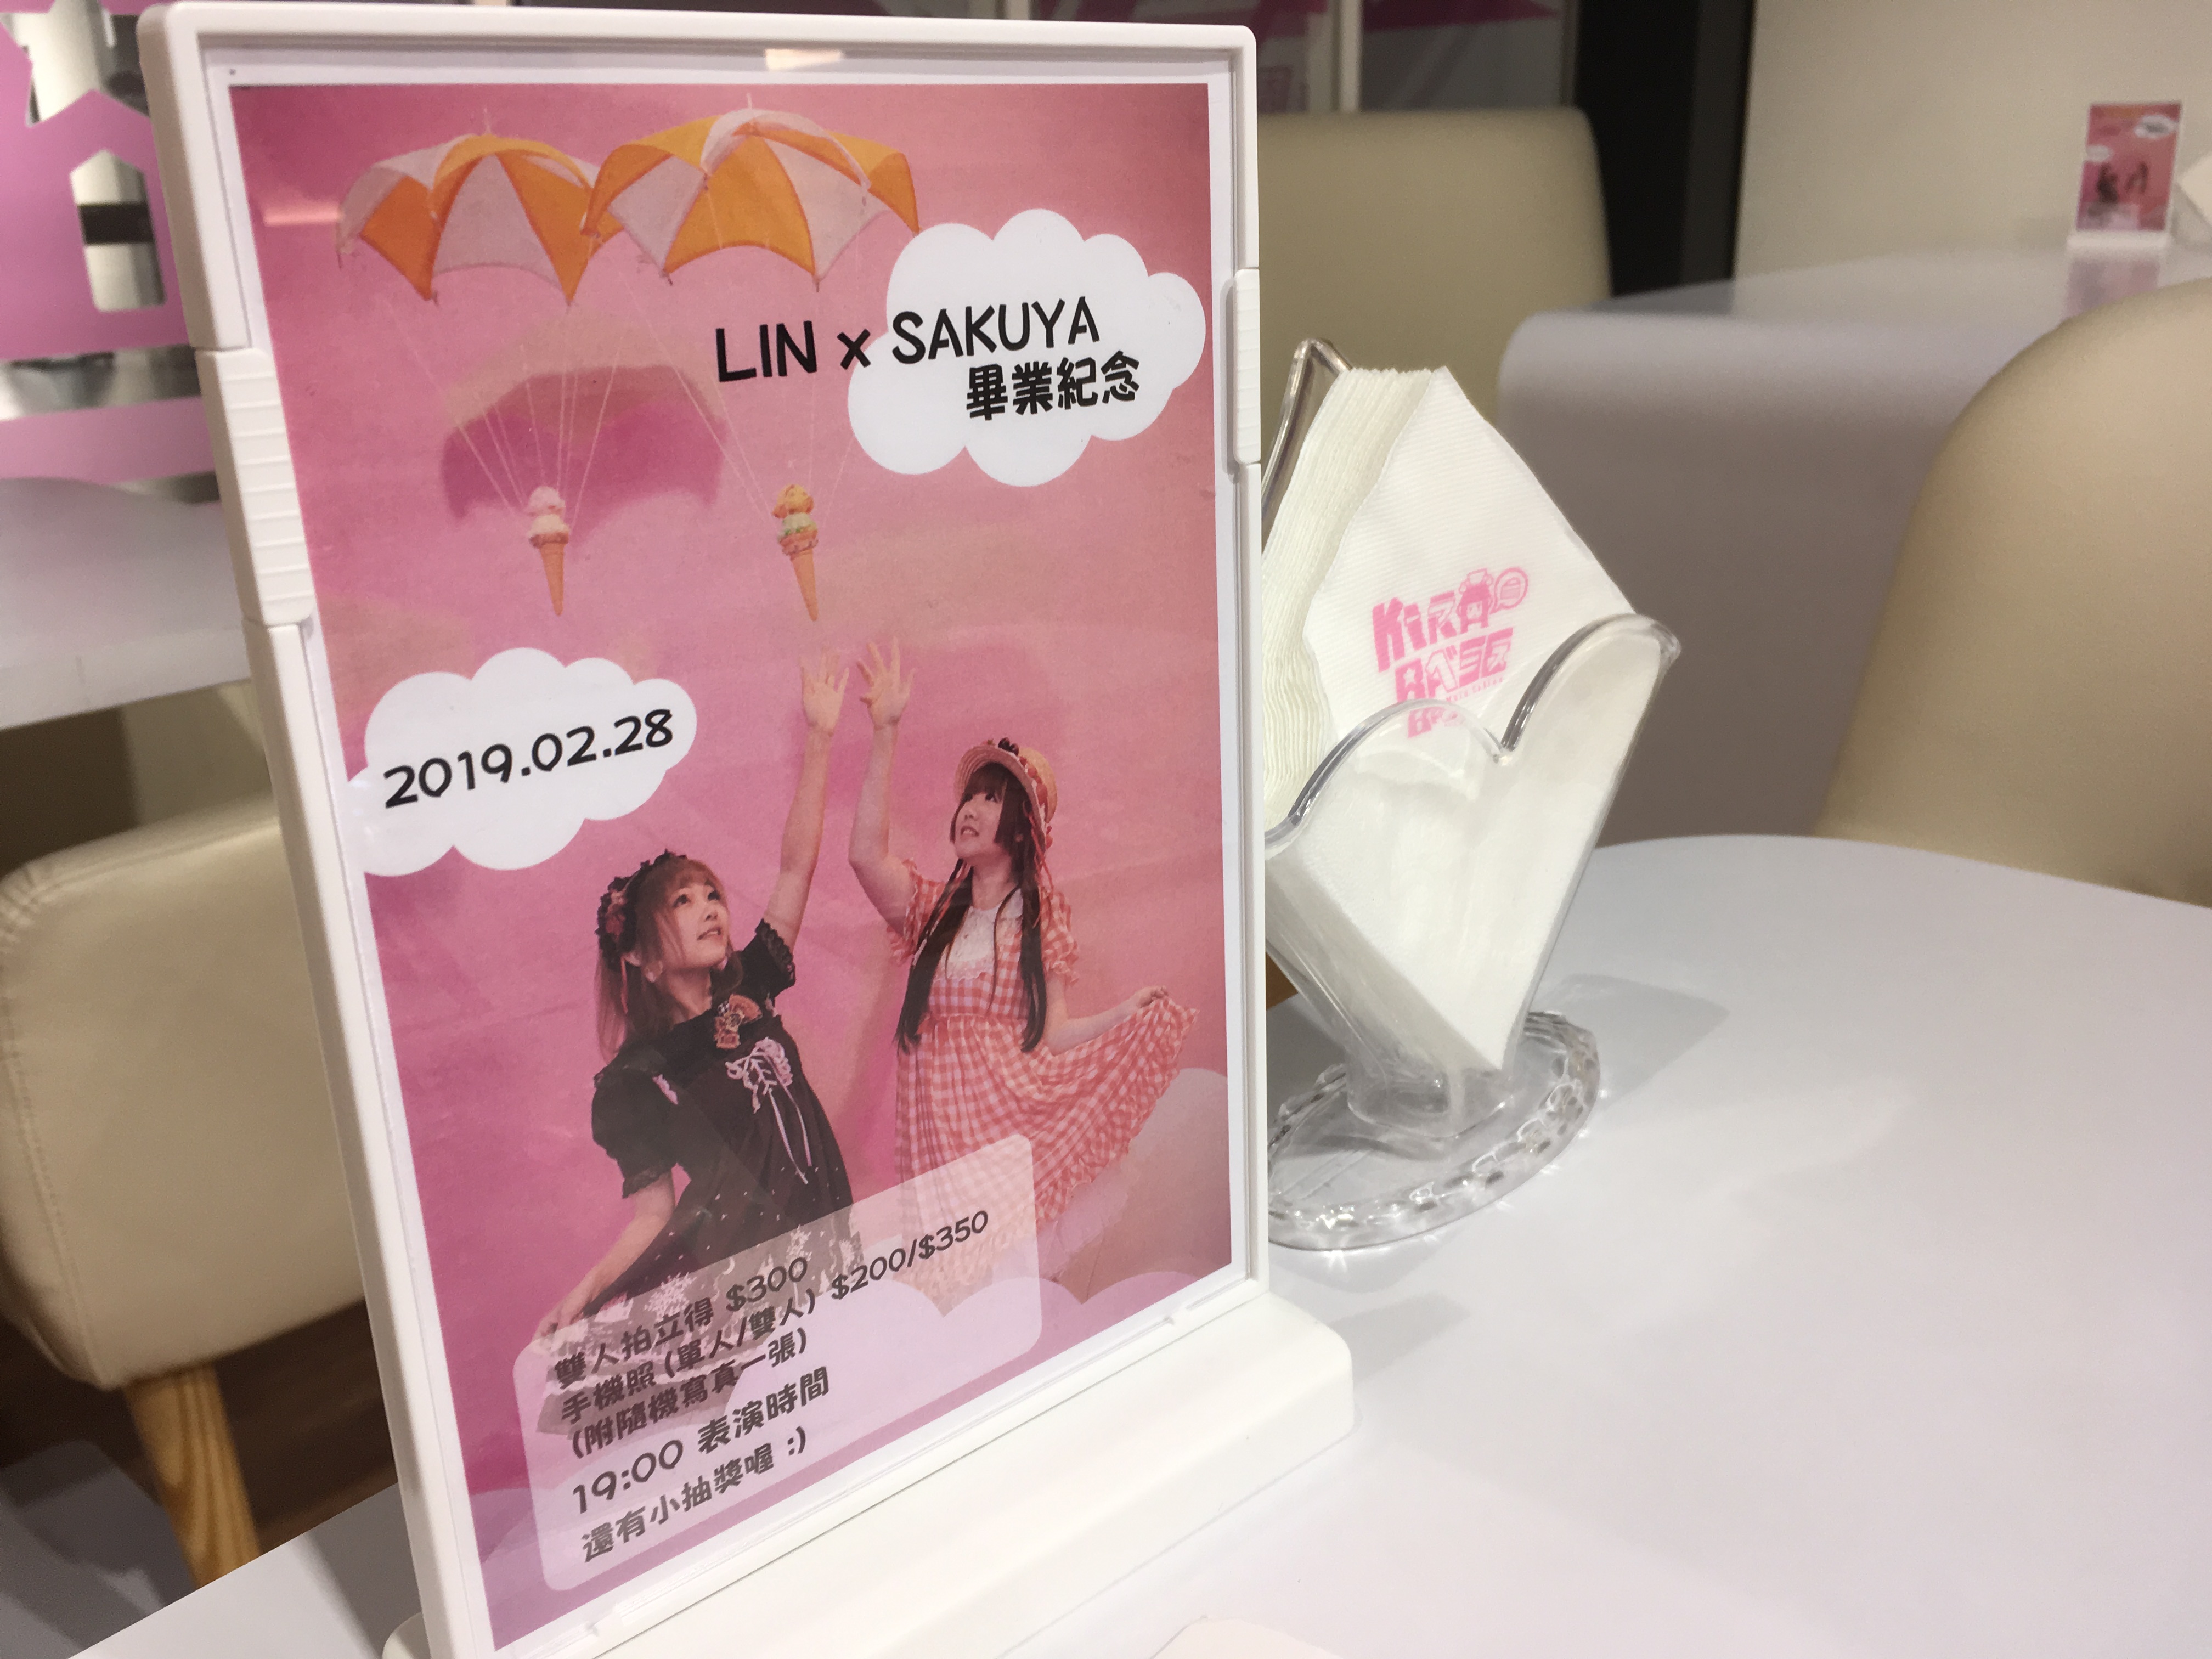 LIN x SAKUYA
畢業紀念
2019.02.28
雙人拍立得 $300
手機照(單人/雙人) $200/$350
(附隨機寫真一張)
19:00 表演時間
還有小抽獎喔 :)
KiRA
BASE